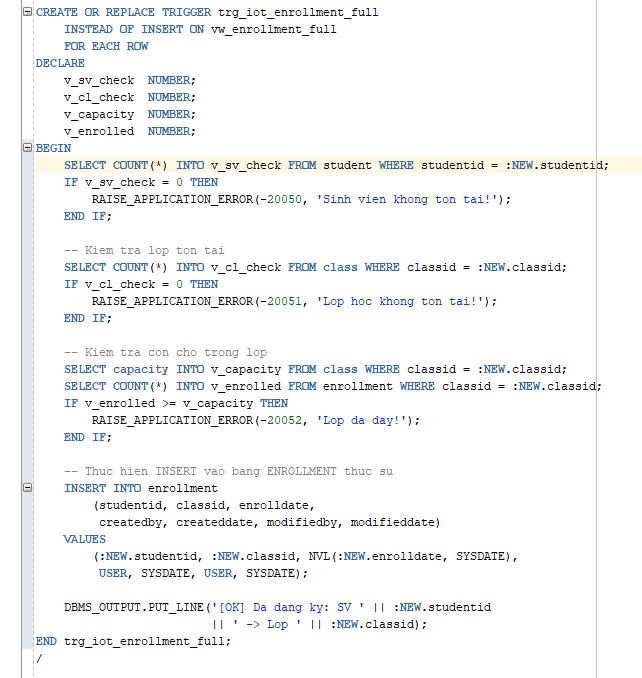 CREATE OR REPLACE TRIGGER trg_iot_enrollment_full
    INSTEAD OF INSERT ON vw_enrollment_full
    FOR EACH ROW
DECLARE
    v_sv_check  NUMBER;
    v_cl_check  NUMBER;
    v_capacity  NUMBER;
    v_enrolled  NUMBER;
BEGIN
    SELECT COUNT(*) INTO v_sv_check FROM student WHERE studentid = :NEW.studentid;
    IF v_sv_check = 0 THEN
        RAISE_APPLICATION_ERROR(-20050, 'Sinh vien khong ton tai!');
    END IF;

    -- Kiem tra lop ton tai
    SELECT COUNT(*) INTO v_cl_check FROM class WHERE classid = :NEW.classid;
    IF v_cl_check = 0 THEN
        RAISE_APPLICATION_ERROR(-20051, 'Lop hoc khong ton tai!');
    END IF;

    -- Kiem tra con cho trong lop
    SELECT capacity INTO v_capacity FROM class WHERE classid = :NEW.classid;
    SELECT COUNT(*) INTO v_enrolled FROM enrollment WHERE classid = :NEW.classid;
    IF v_enrolled >= v_capacity THEN
        RAISE_APPLICATION_ERROR(-20052, 'Lop da day!');
    END IF;

    -- Thuc hien INSERT vao bang ENROLLMENT thuc su
    INSERT INTO enrollment
        (studentid, classid, enrolldate,
         createdby, createddate, modifiedby, modifieddate)
    VALUES
        (:NEW.studentid, :NEW.classid, NVL(:NEW.enrolldate, SYSDATE),
         USER, SYSDATE, USER, SYSDATE);

    DBMS_OUTPUT.PUT_LINE('[OK] Da dang ky: SV ' || :NEW.studentid
                         || ' -> Lop ' || :NEW.classid);
END trg_iot_enrollment_full;
/